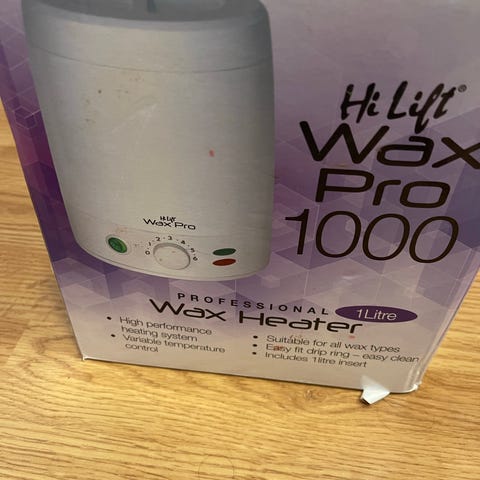 Hi Lift®
Wax
Pro
1000
Hi Lift
Wax Pro
0 1 2 3 4 5 6
PROFESSIONAL
1Litre
Wax Heater
• High performance
heating system
• Variable temperature
control
• Suitable for all wax types
• Easy fit drip ring – easy clean
• Includes 1litre insert